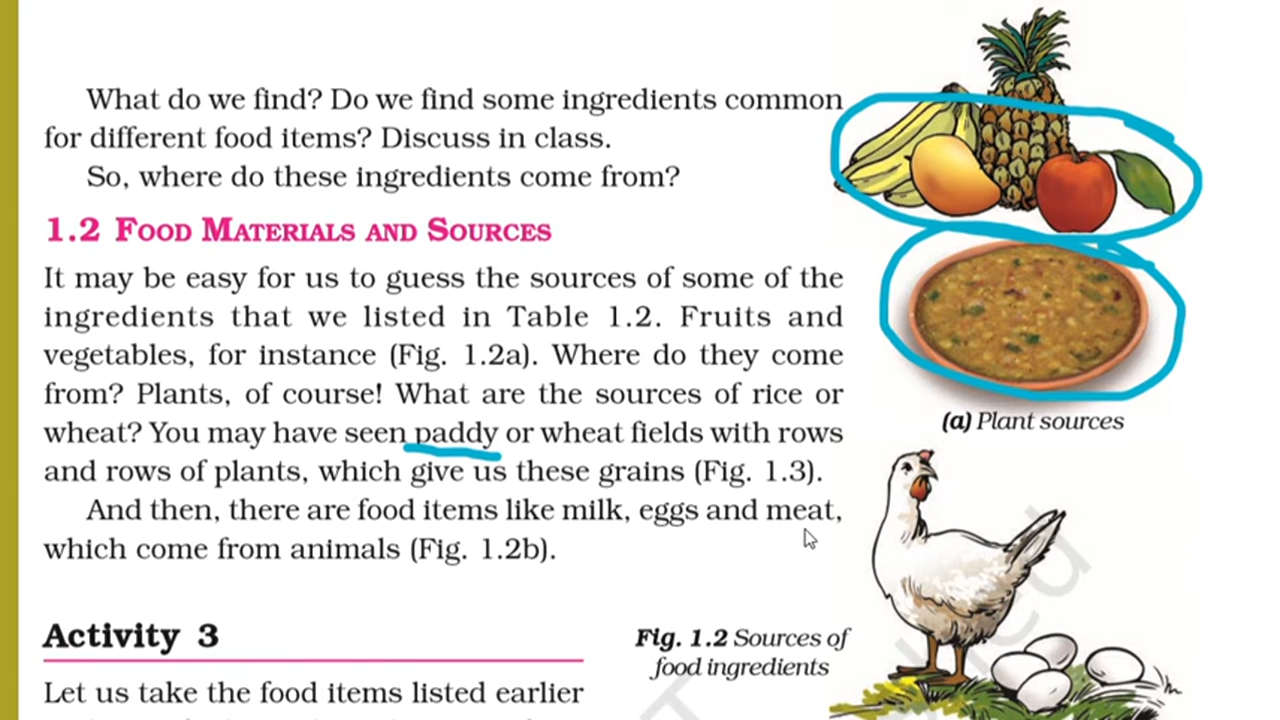 What do we find? Do we find some ingredients common
for different food items? Discuss in class.
So, where do these ingredients come from?
1.2 FOOD MATERIALS AND SOURCES
It may be easy for us to guess the sources of some of the
ingredients that we listed in Table 1.2. Fruits and
vegetables, for instance (Fig. 1.2a). Where do they come
from? Plants, of course! What are the sources of rice or
wheat? You may have seen paddy or wheat fields with rows
and rows of plants, which give us these grains (Fig. 1.3).
And then, there are food items like milk, eggs and meat,
which come from animals (Fig. 1.2b).
(a) Plant sources
Activity 3
Let us take the food items listed earlier
Fig. 1.2 Sources of
food ingredients